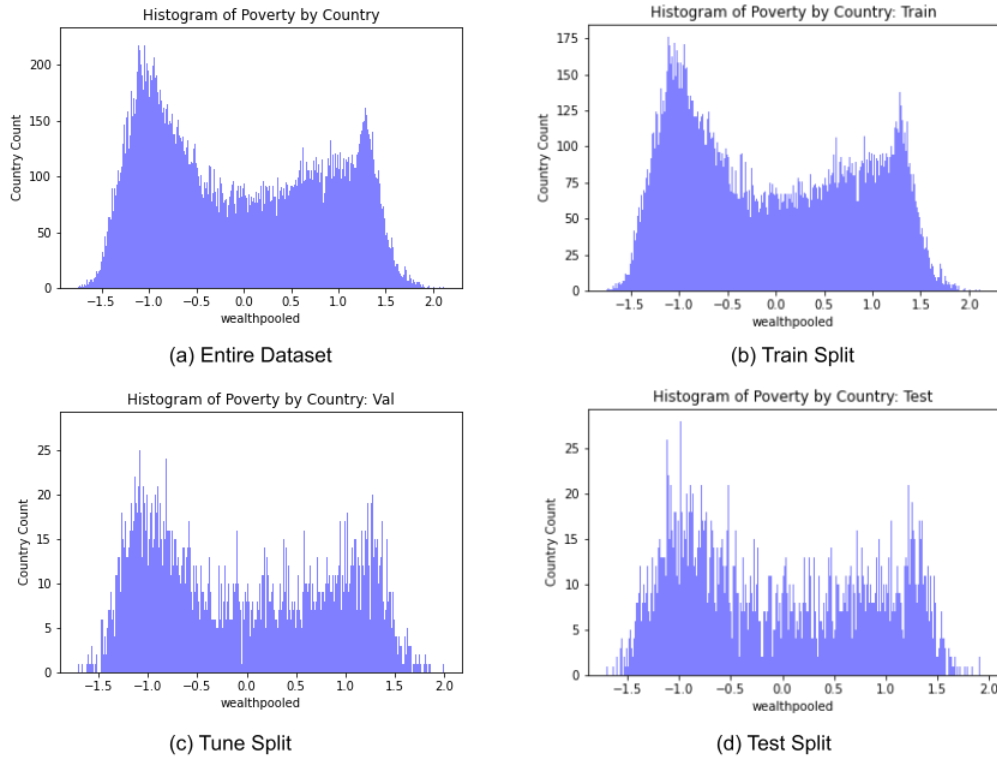 Histogram of Poverty by Country
200
150
100
50
0
Country Count
−1.5 −1.0 −0.5 0.0 0.5 1.0 1.5 2.0
wealthpooled
(a) Entire Dataset
Histogram of Poverty by Country: Train
175
150
125
100
75
50
25
0
Country Count
−1.5 −1.0 −0.5 0.0 0.5 1.0 1.5 2.0
wealthpooled
(b) Train Split
Histogram of Poverty by Country: Val
25
20
15
10
5
0
Country Count
−1.5 −1.0 −0.5 0.0 0.5 1.0 1.5 2.0
wealthpooled
(c) Tune Split
Histogram of Poverty by Country: Test
25
20
15
10
5
0
Country Count
−1.5 −1.0 −0.5 0.0 0.5 1.0 1.5 2.0
wealthpooled
(d) Test Split